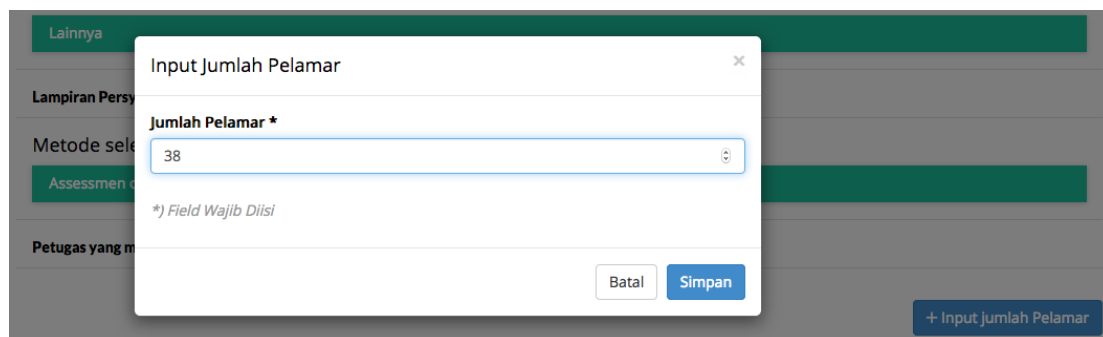 Lainnya
Input Jumlah Pelamar
×
Lampiran Persy
Jumlah Pelamar *
Metode sele
38
Assessmen
*) Field Wajib Diisi
Petugas yang m
Batal Simpan
+ Input jumlah Pelamar